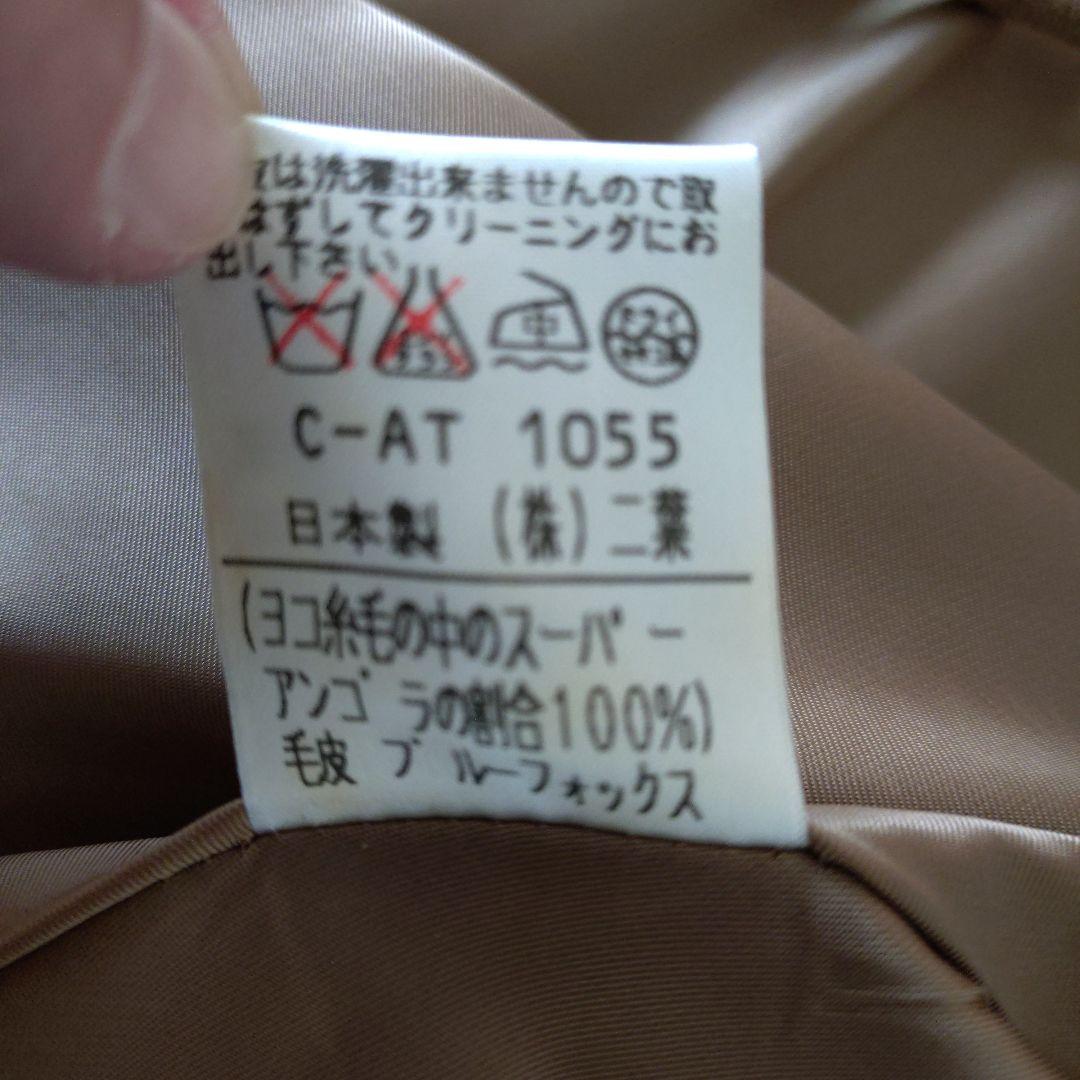 は洗濯出来ませんので取
はずしてクリーニングにお
出し下さい
中
C-AT 1055
日本製 (株)二葉
(ヨコ糸毛の中のスーパー
アンゴラの割合100%)
毛皮 ブルーフォックス